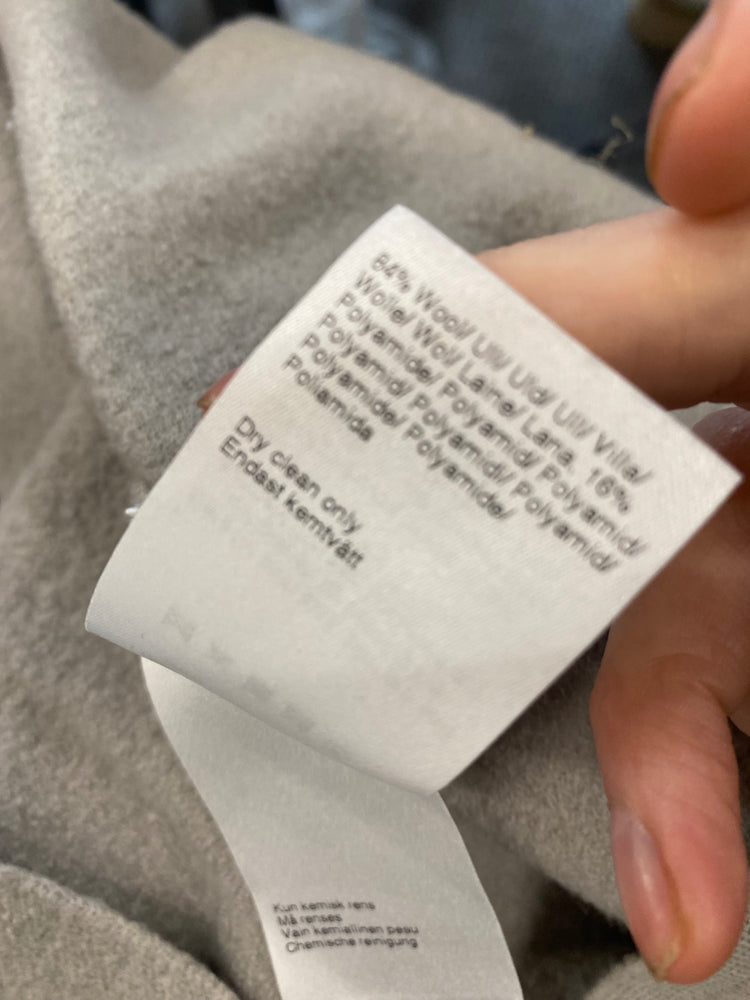 84% Wool/ Ull/ Uld/ Ull/ Villa/
Wolle/ Wol/ Laine/ Lana, 16%
Polyamide/ Polyamid/ Polyamid/
Polyamid/ Polyamidi/ Polyamid/
Polyamide/ Polyamide/
Poliamida
Dry clean only
Endast kemtvätt
Kun kemisk rens
Må renses
Vain kemiallinen pesu
Chemische reinigung